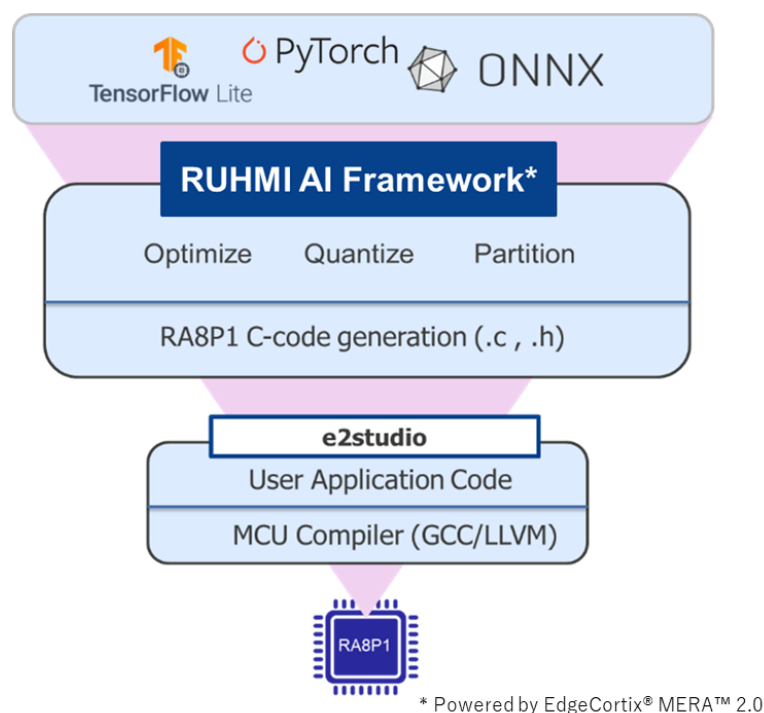 TensorFlow Lite
PyTorch
ONNX
RUHMI AI Framework*
Optimize Quantize Partition
RA8P1 C-code generation (.c , .h)
e2studio
User Application Code
MCU Compiler (GCC/LLVM)
RA8P1
* Powered by EdgeCortix® MERA™ 2.0